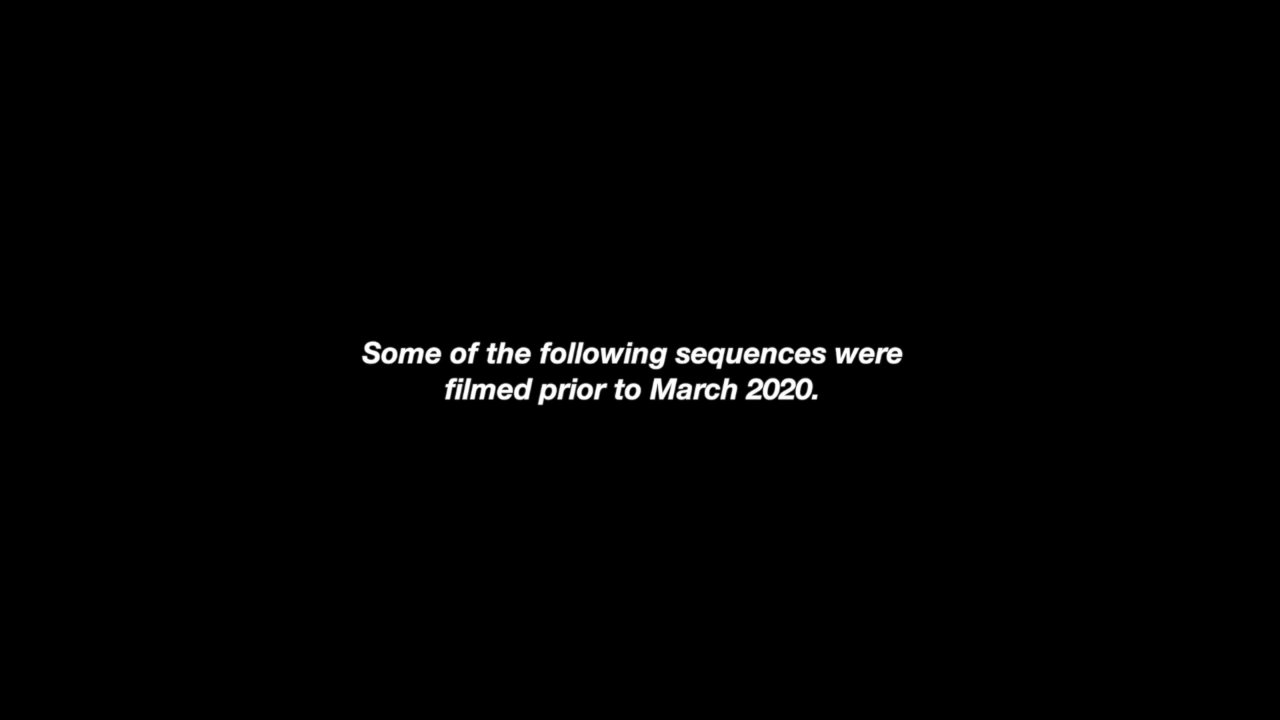 Some of the following sequences were
filmed prior to March 2020.